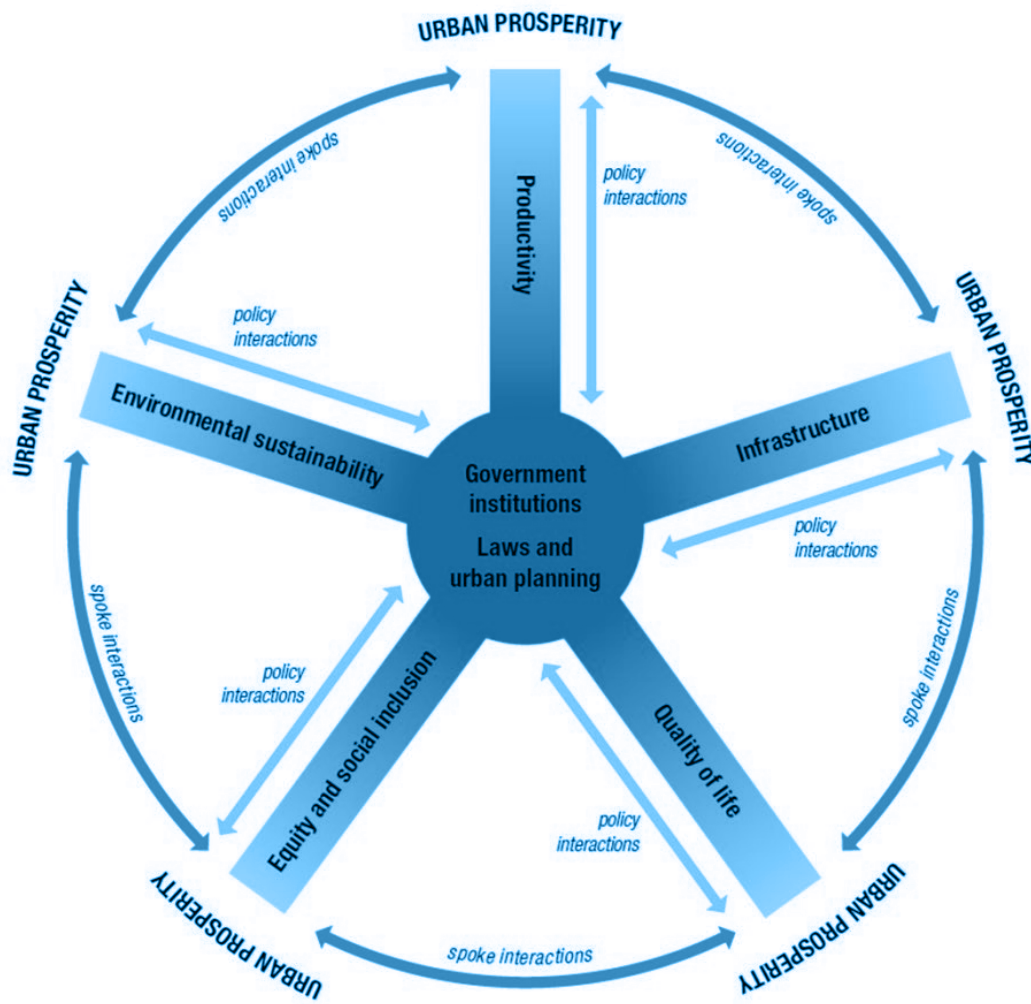 URBAN PROSPERITY
spoke interactions
spoke interactions
Productivity
policy
interactions
URBAN PROSPERITY
URBAN PROSPERITY
policy
interactions
Environmental sustainability
Infrastructure
Government
institutions
Laws and
urban planning
policy
interactions
spoke interactions
spoke interactions
policy
interactions
Equity and social inclusion
Quality of life
policy
interactions
URBAN PROSPERITY
URBAN PROSPERITY
spoke interactions